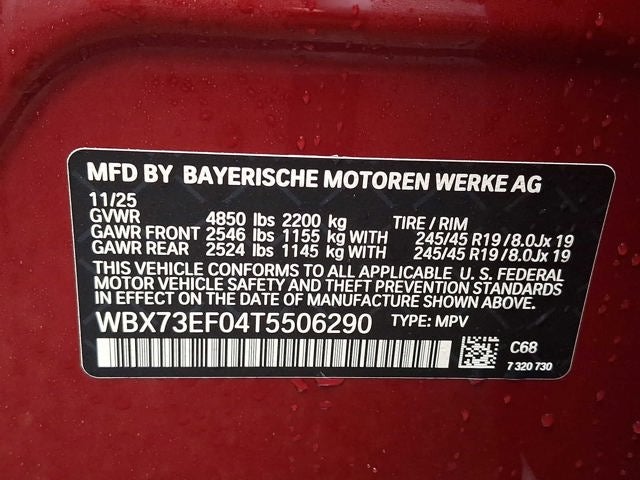 MFD BY BAYERISCHE MOTOREN WERKE AG
11/25
GVWR 4850 lbs 2200 kg TIRE / RIM
GAWR FRONT 2546 lbs 1155 kg WITH 245/45 R19 / 8.0Jx 19
GAWR REAR 2524 lbs 1145 kg WITH 245/45 R19 / 8.0Jx 19
THIS VEHICLE CONFORMS TO ALL APPLICABLE U. S. FEDERAL
MOTOR VEHICLE SAFETY AND THEFT PREVENTION STANDARDS
IN EFFECT ON THE DATE OF MANUFACTURE SHOWN ABOVE.
WBX73EF04T5506290 TYPE: MPV
C68
7 320 730